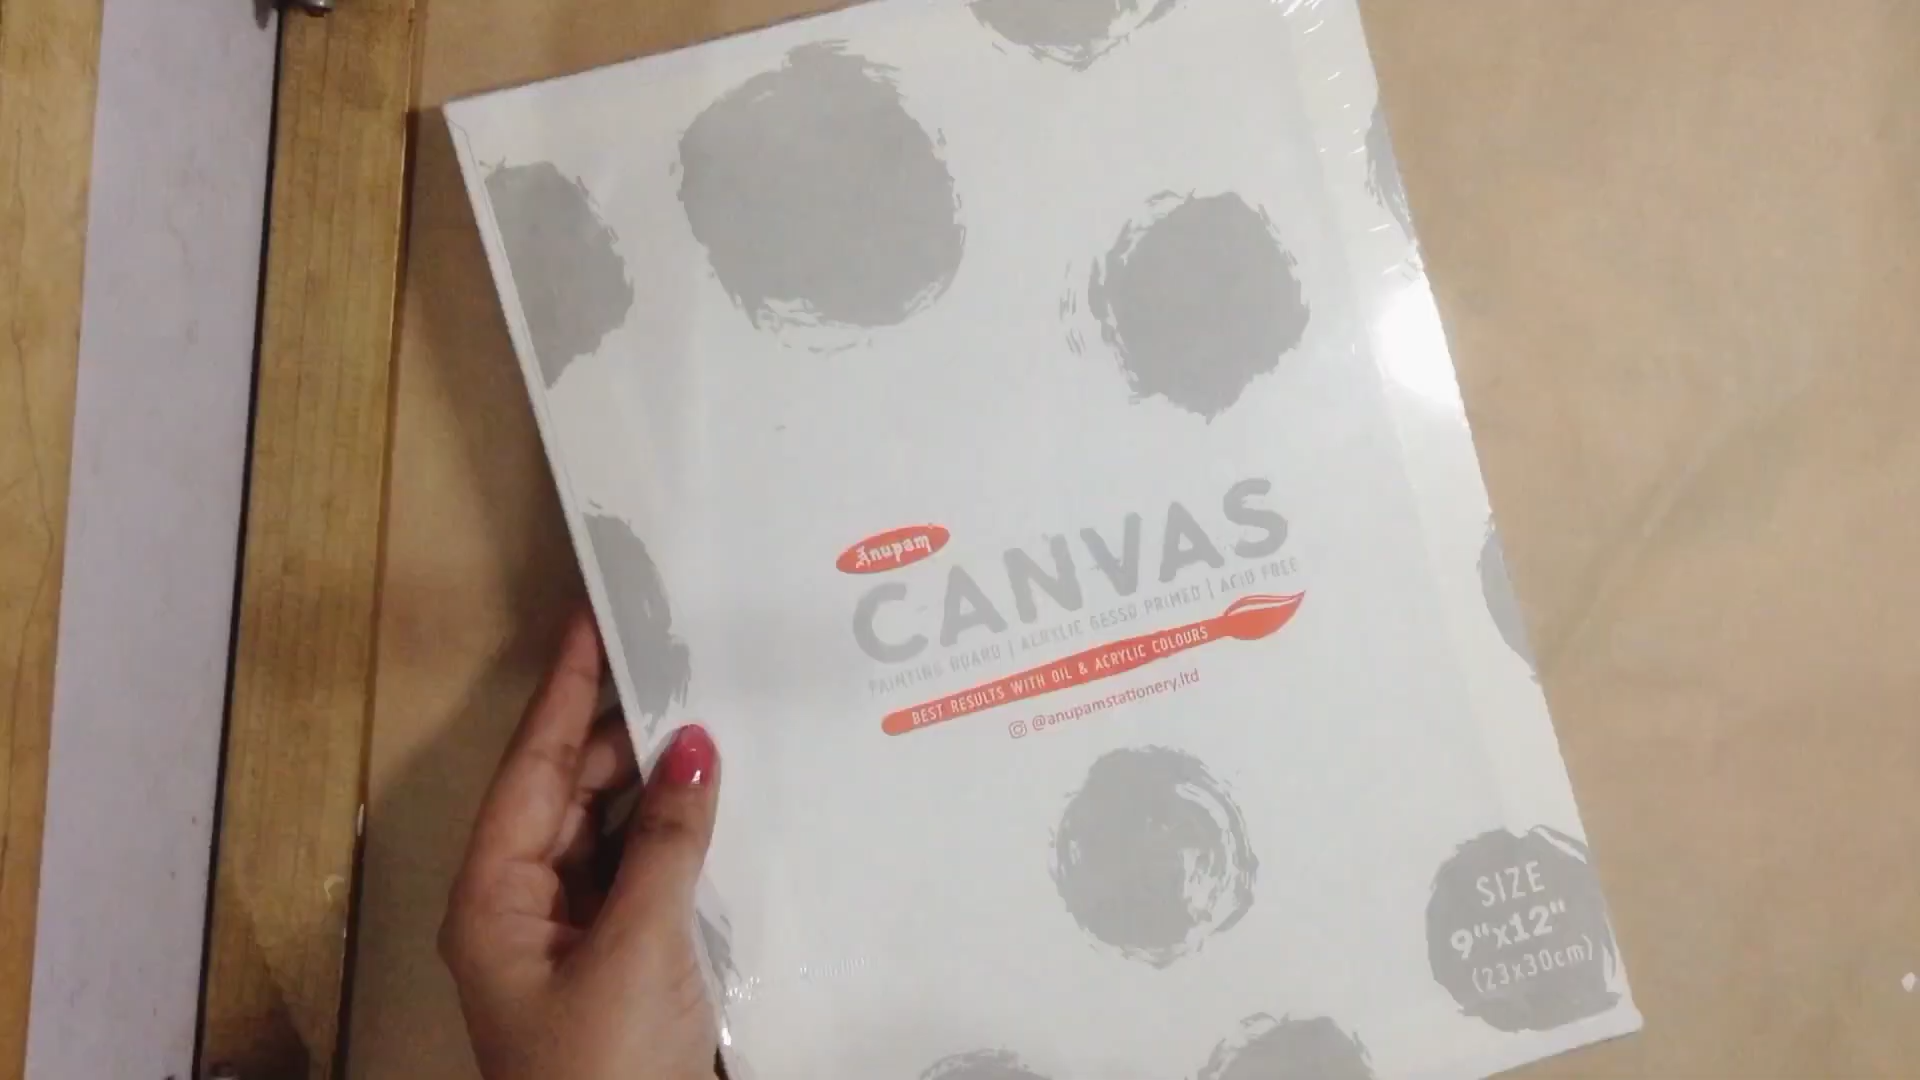 Anupam
CANVAS
PAINTING BOARD | ACRYLIC GESSO PRIMED | ACID FREE
BEST RESULTS WITH OIL & ACRYLIC COLOURS
@anupamstationery.ltd
SIZE
9"x12"
(23x30cm)